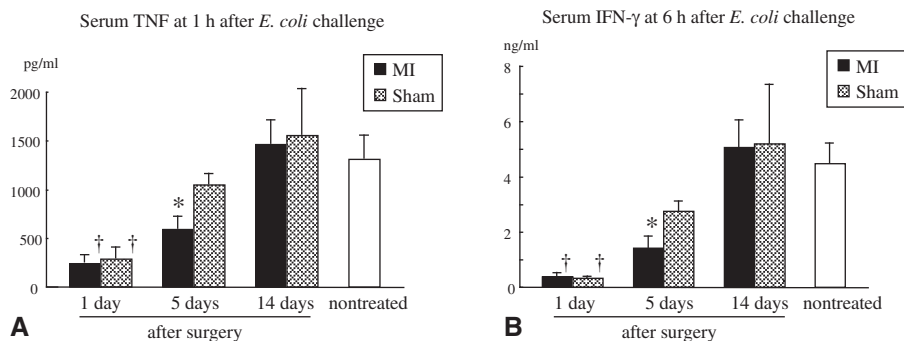 Serum TNF at 1 h after E. coli challenge
pg/ml
MI
Sham
2000
1500
1000
500
0
*
† †
1 day 5 days 14 days nontreated
after surgery
A
Serum IFN-γ at 6 h after E. coli challenge
ng/ml
MI
Sham
8
6
4
2
0
*
† †
1 day 5 days 14 days nontreated
after surgery
B